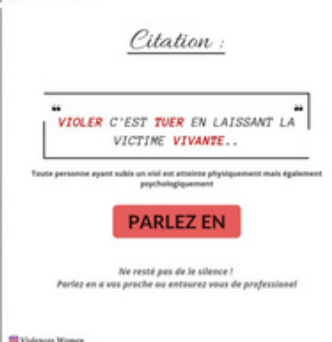 Citation :
" VIOLER C'EST TUER EN LAISSANT LA "
VICTIME VIVANTE..
Toute personne ayant subis un viol est atteinte physiquement mais également
psychologiquement
PARLEZ EN
Ne resté pas de le silence !
Parlez en a vos proche ou entourez vous de professionel
Violences Women